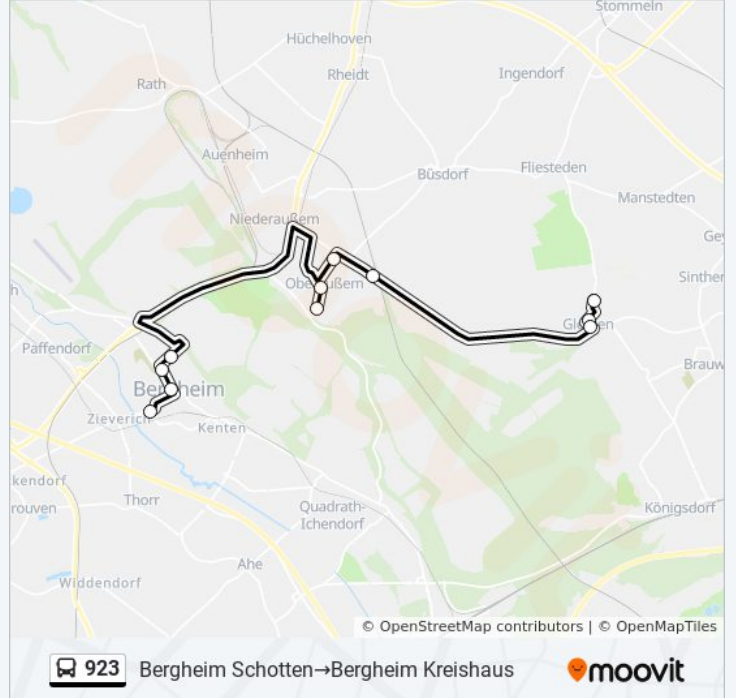 Stommeln
Hüchelhoven
Rheidt
Ingendorf
Rath
Auenheim
Büsdorf
Fliesteden
Manstedten
Niederaußem
Gey
Sinther
h
Paffendorf
Brauw
Bergheim
Zieverich
Kenten
kendorf
rouven
Thorr
Quadrath-
Ichendorf
Königsdorf
Ahe
Widdendorf
© OpenStreetMap contributors | © OpenMapTiles
923 Bergheim Schotten→Bergheim Kreishaus
moovit